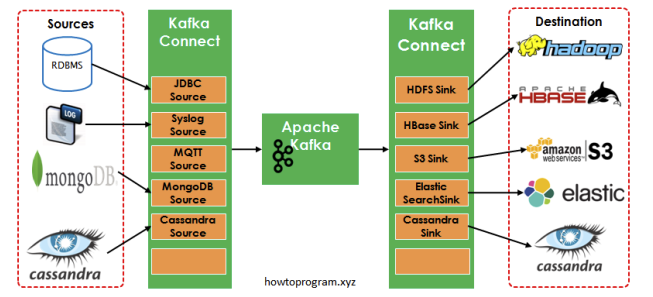 Sources
RDBMS
LOG
mongoDB
cassandra
Kafka
Connect
JDBC
Source
Syslog
Source
MQTT
Source
MongoDB
Source
Cassandra
Source
Apache
Kafka
howtoprogram.xyz
Kafka
Connect
HDFS Sink
HBase Sink
S3 Sink
Elastic
SearchSink
Cassandra
Sink
Destination
hadoop
APACHE
HBASE
amazon
webservices
S3
elastic
cassandra